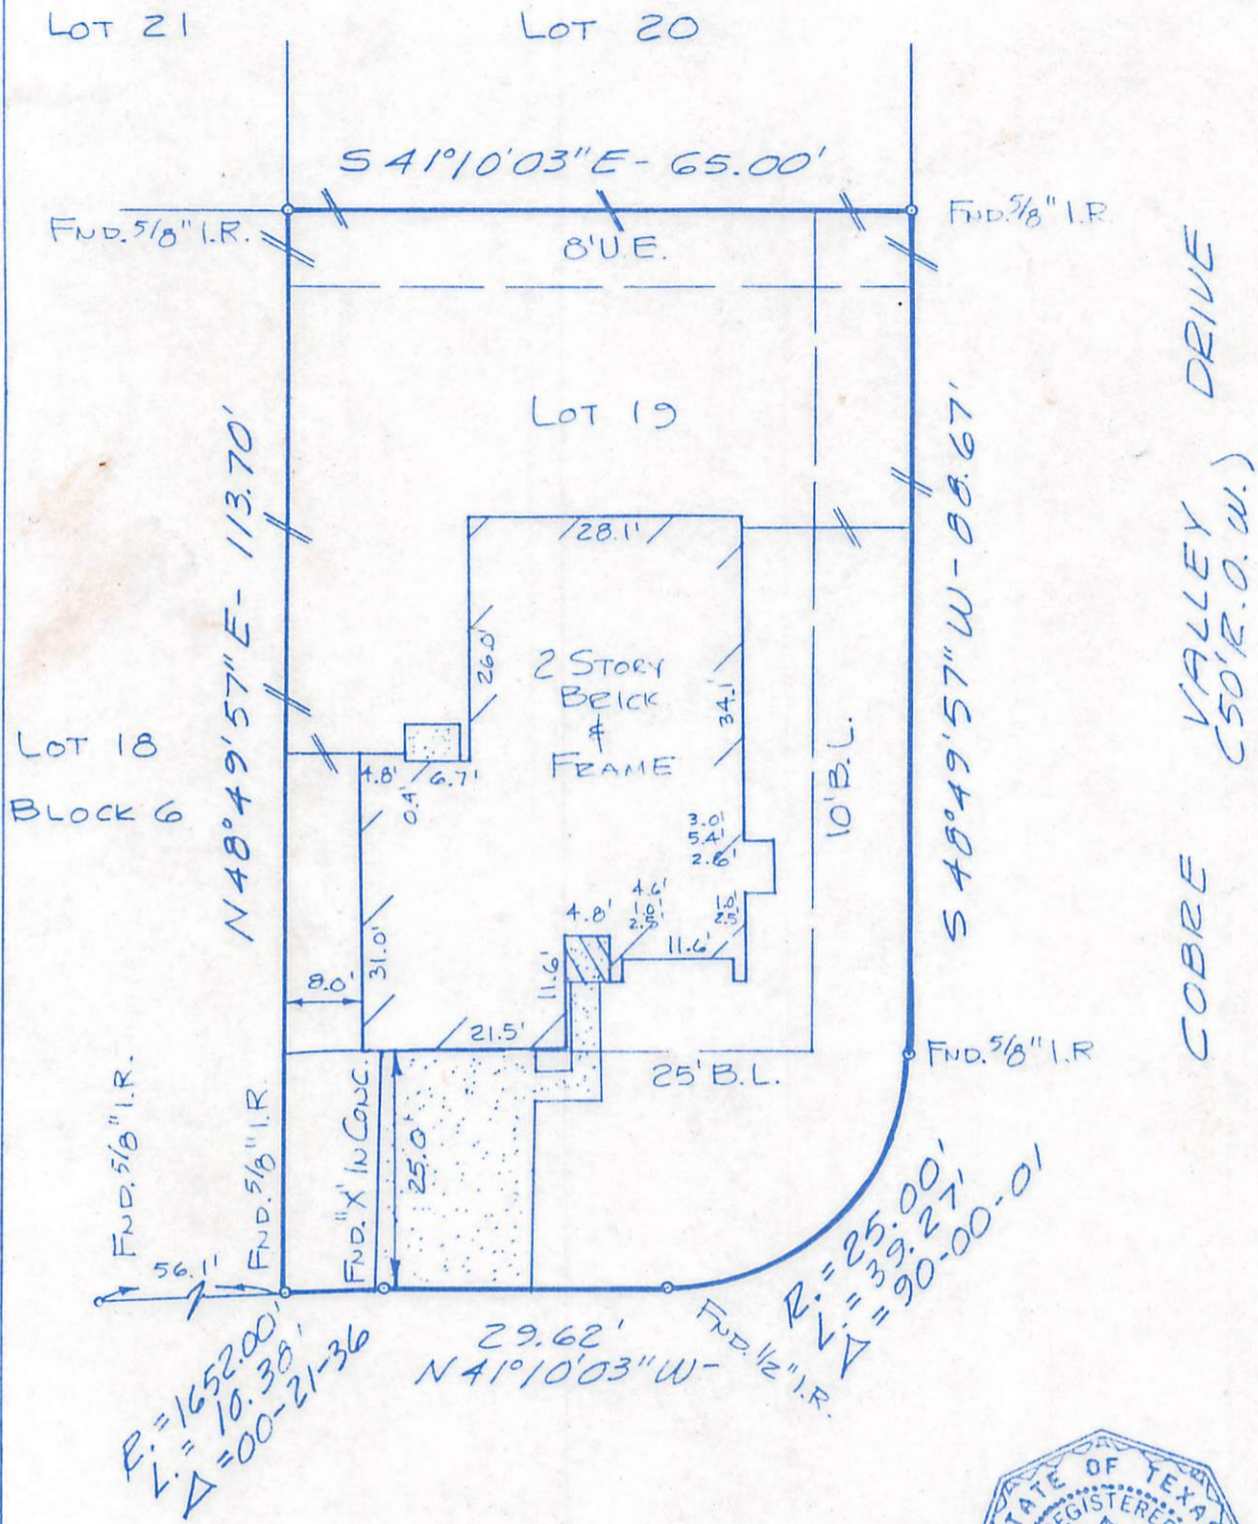 LOT 21
LOT 20
S 41°10'03"E - 65.00'
FND. 5/8" I.R.
FND. 5/8" I.R.
8' U.E.
LOT 19
N 48°49'57" E - 113.70'
S 48°49'57" W - 88.67'
COBRE VALLEY DRIVE
(50' R.O.W.)
28.1'
26.0'
2 STORY
BRICK
&
FRAME
34.1'
10' B.L.
LOT 18
BLOCK 6
4.8'
0.4'
6.7'
3.0'
5.4'
2.6'
4.6'
1.0'
2.5'
1.0'
2.5'
4.8'
11.6'
11.6'
31.0'
8.0'
21.5'
25' B.L.
FND. 5/8" I.R
FND. 5/8" I.R.
FND. 5/8" I.R.
FND. "X" IN CONC.
25.0'
56.1'
R. = 1652.00'
L. = 10.38'
Δ = 00-21-36
29.62'
N 41°10'03" W -
FND. 1/2" I.R.
R. = 25.00'
L. = 39.27'
Δ = 90-00-01
STATE OF TEXAS
REGISTERED